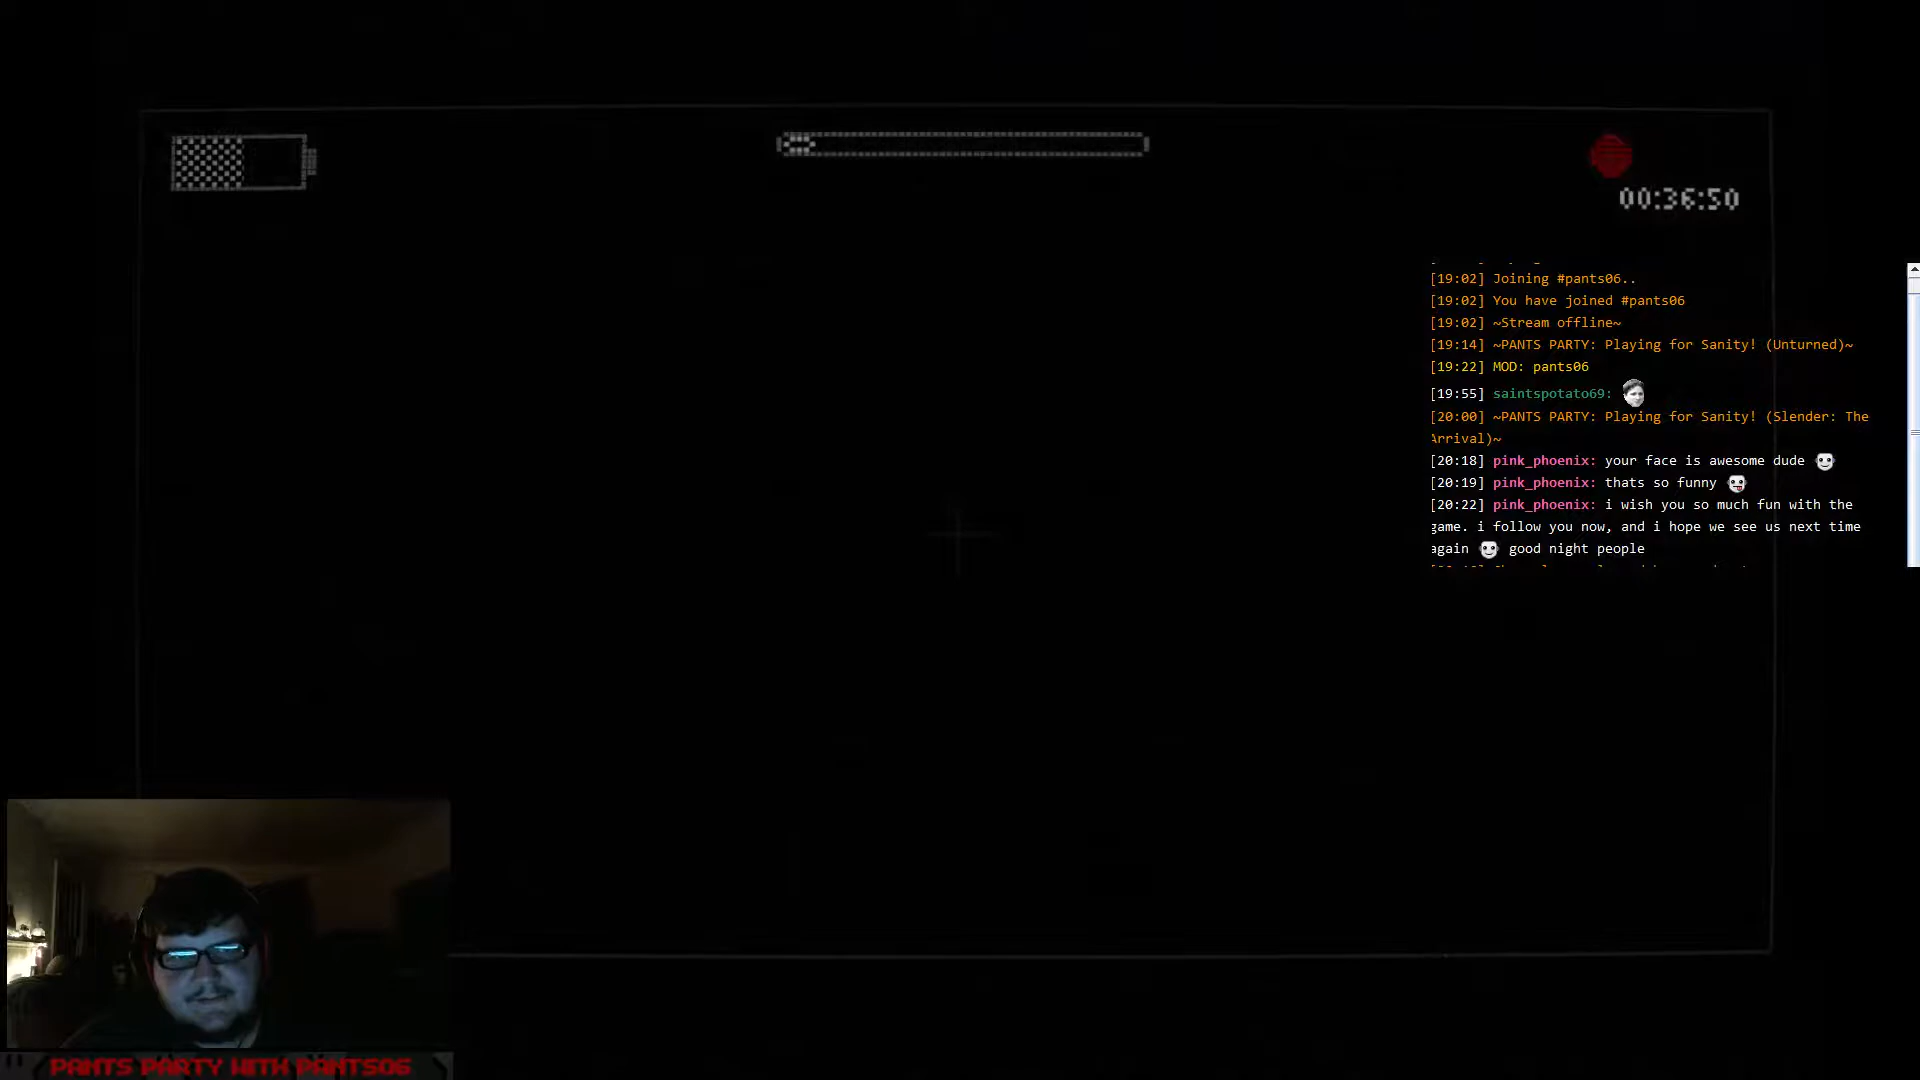 00:36:50
[19:02] Joining #pants06..
[19:02] You have joined #pants06
[19:02] ~Stream offline~
[19:14] ~PANTS PARTY: Playing for Sanity! (Unturned)~
[19:22] MOD: pants06
[19:55] saintspotato69:
[20:00] ~PANTS PARTY: Playing for Sanity! (Slender: The
Arrival)~
[20:18] pink_phoenix: your face is awesome dude
[20:19] pink_phoenix: thats so funny
[20:22] pink_phoenix: i wish you so much fun with the
game. i follow you now, and i hope we see us next time
again good night people
PANTS PARTY WITH PANTS06